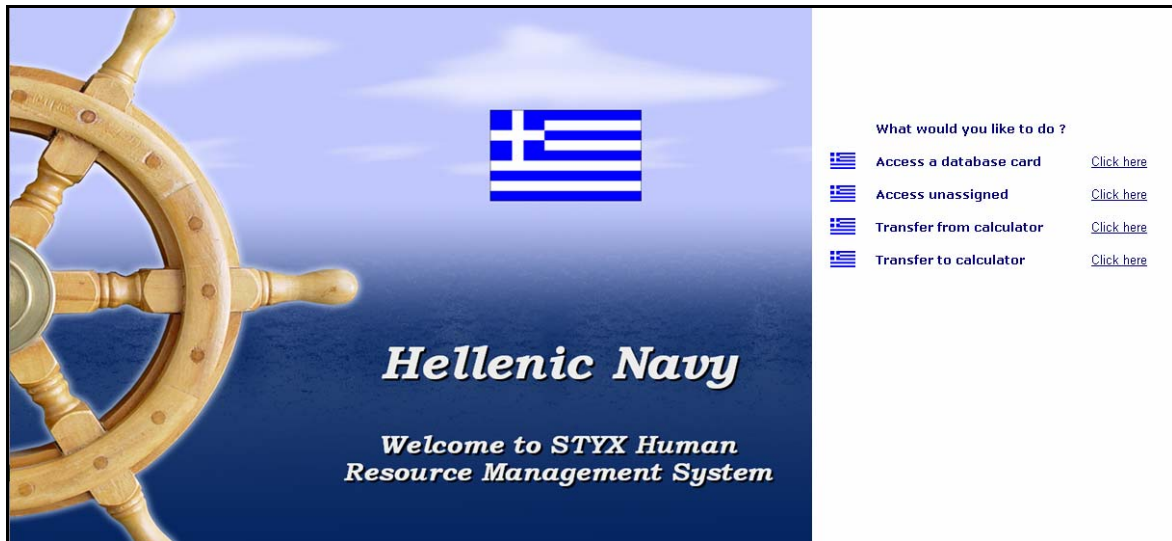 What would you like to do ?
Access a database card Click here
Access unassigned Click here
Transfer from calculator Click here
Transfer to calculator Click here
Hellenic Navy
Welcome to STYX Human
Resource Management System